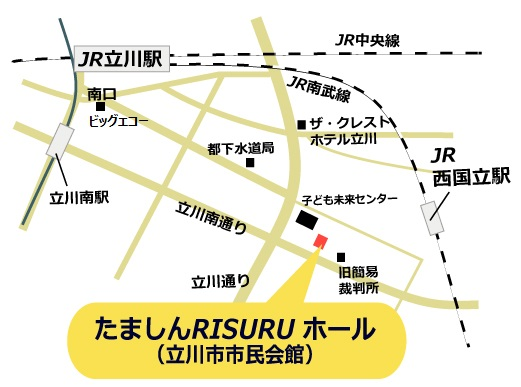 JR中央線
JR立川駅
JR南武線
南口
ビッグエコー
ザ・クレスト
ホテル立川
都下水道局
JR
西国立駅
立川南駅
子ども未来センター
立川南通り
旧簡易
裁判所
立川通り
たましんRISURU ホール
（立川市市民会館）